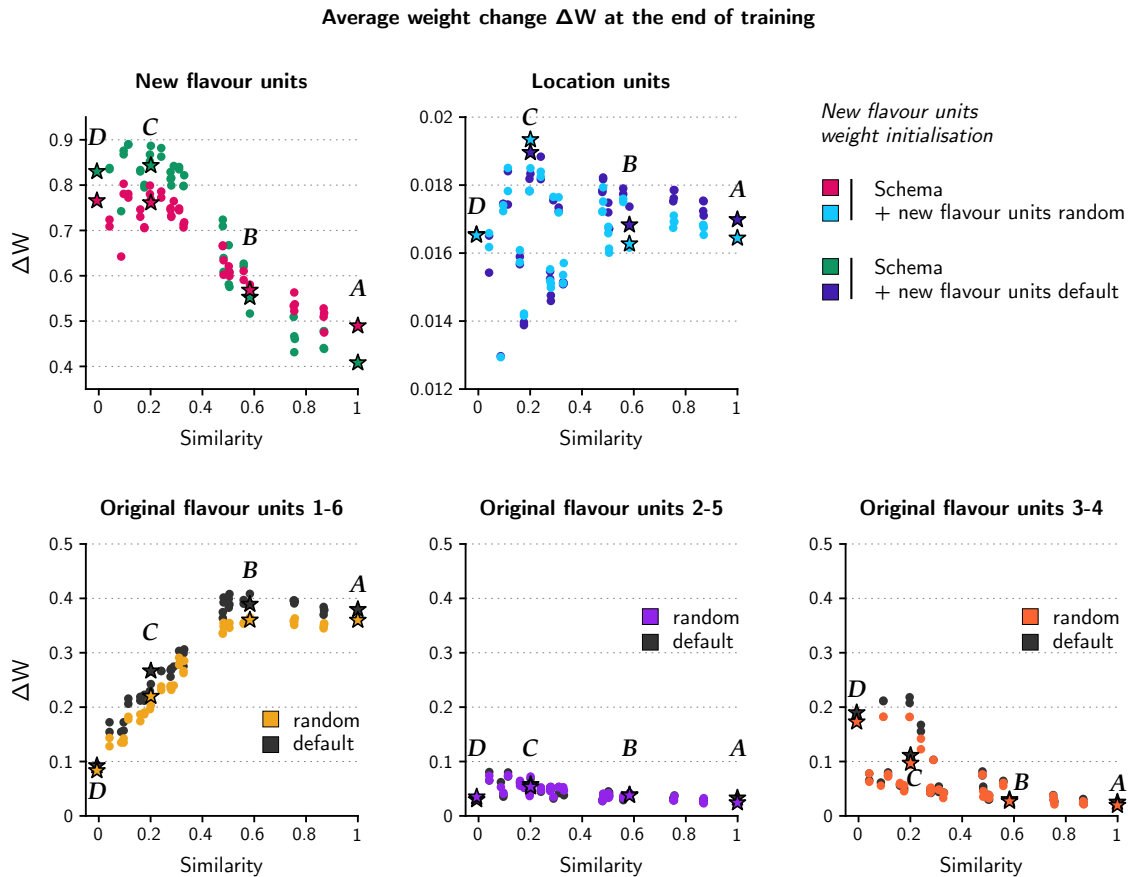 Average weight change ΔW at the end of training
New flavour units
ΔW
0.9
0.8
0.7
0.6
0.5
0.4
D
C
B
A
0
0.2
0.4
0.6
0.8
1
Similarity
Location units
0.02
0.018
0.016
0.014
0.012
D
C
B
A
0
0.2
0.4
0.6
0.8
1
Similarity
New flavour units
weight initialisation
Schema
+ new flavour units random
Schema
+ new flavour units default
Original flavour units 1-6
ΔW
0.5
0.4
0.3
0.2
0.1
0
D
C
B
A
random
default
0
0.2
0.4
0.6
0.8
1
Similarity
Original flavour units 2-5
0.5
0.4
0.3
0.2
0.1
0
random
default
D
C
B
A
0
0.2
0.4
0.6
0.8
1
Similarity
Original flavour units 3-4
0.5
0.4
0.3
0.2
0.1
0
random
default
D
C
B
A
0
0.2
0.4
0.6
0.8
1
Similarity